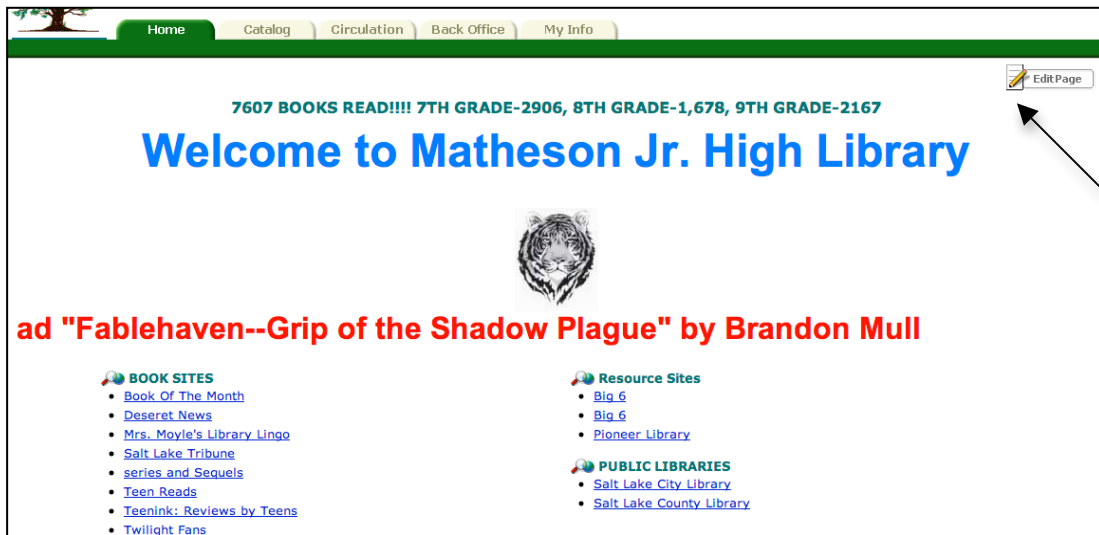 Home Catalog Circulation Back Office My Info
Edit Page
7607 BOOKS READ!!!! 7TH GRADE-2906, 8TH GRADE-1,678, 9TH GRADE-2167
Welcome to Matheson Jr. High Library
ad "Fablehaven--Grip of the Shadow Plague" by Brandon Mull
BOOK SITES
Book Of The Month
Deseret News
Mrs. Moyle's Library Lingo
Salt Lake Tribune
series and Sequels
Teen Reads
Teenink: Reviews by Teens
Twilight Fans
Resource Sites
Big 6
Big 6
Pioneer Library
PUBLIC LIBRARIES
Salt Lake City Library
Salt Lake County Library